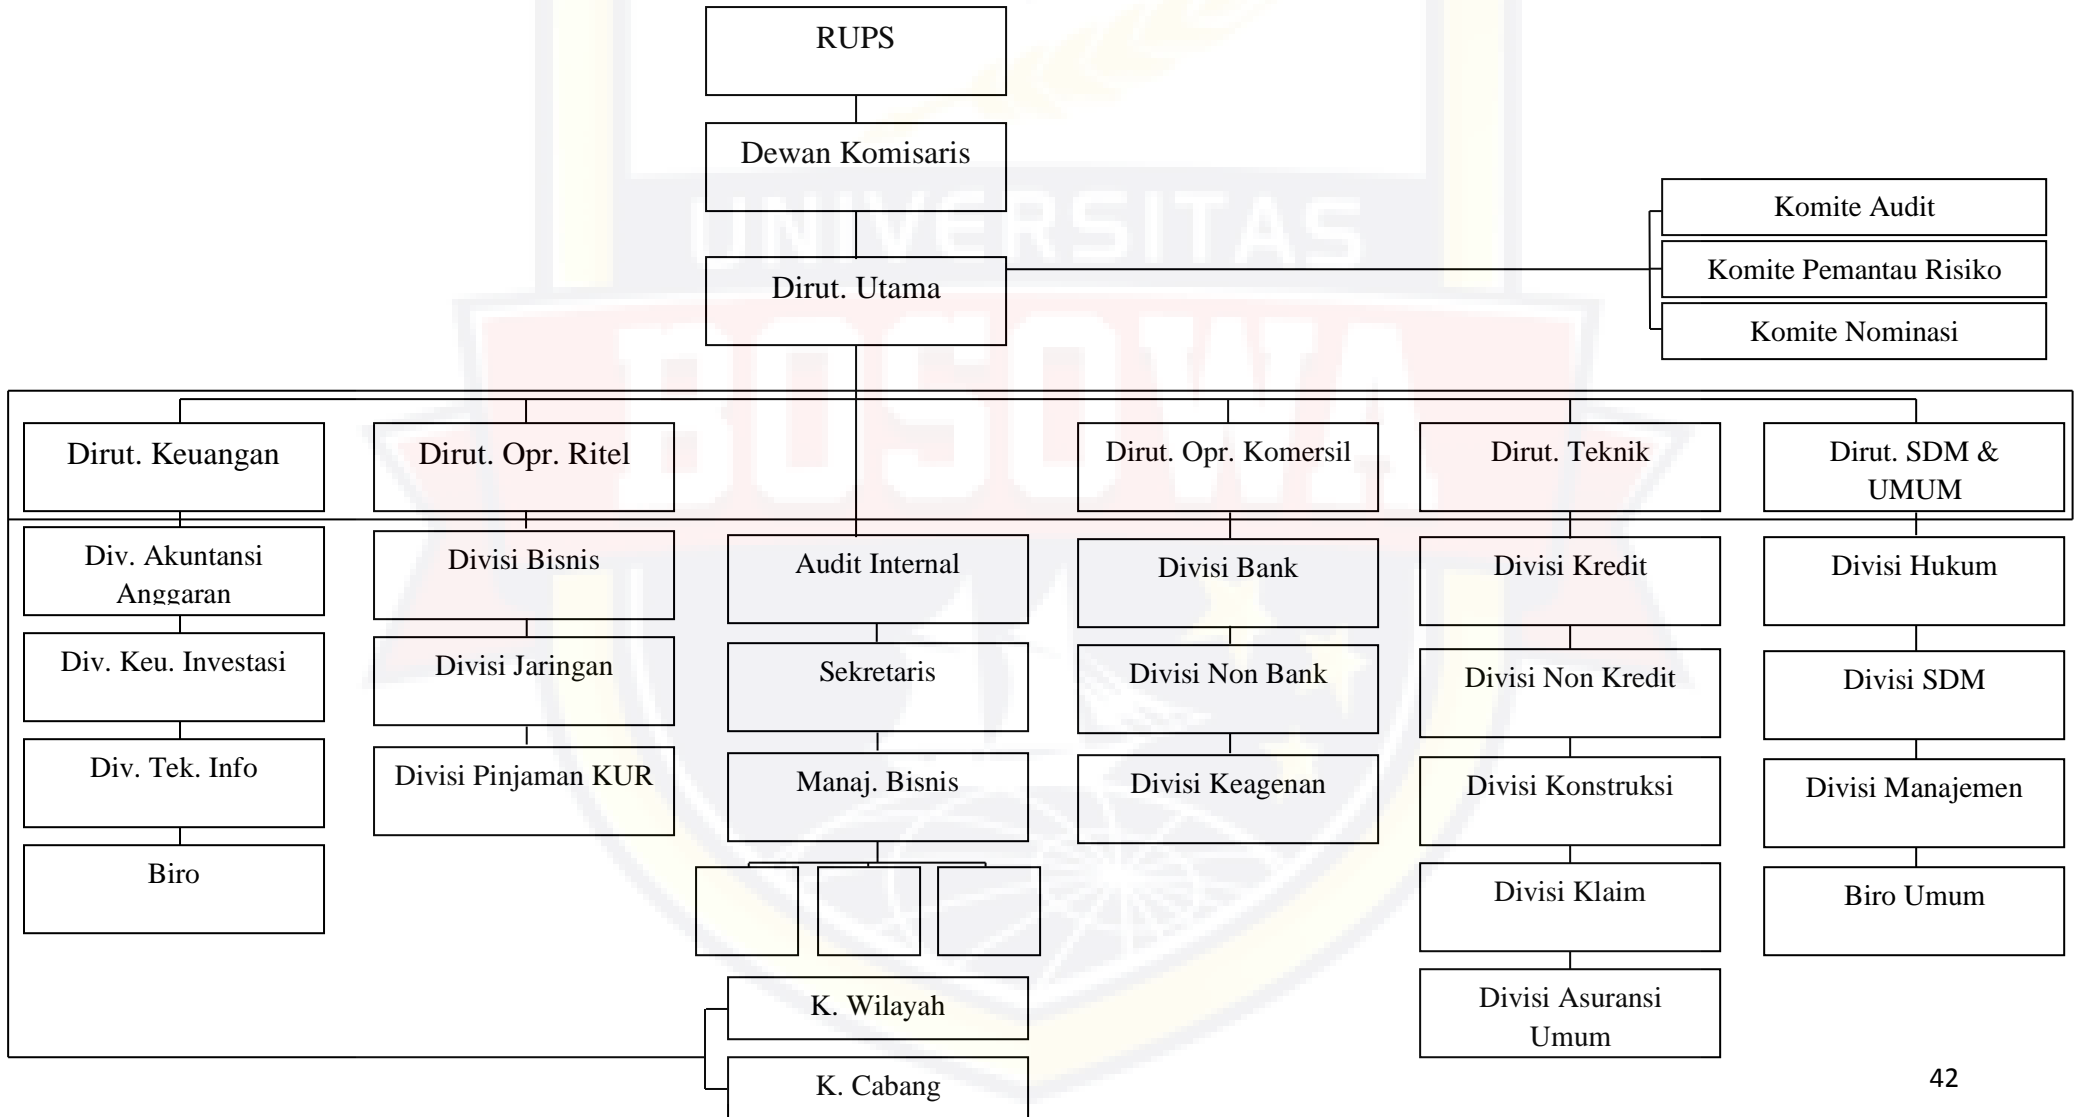 RUPS
Dewan Komisaris
UNIVERSITAS
Komite Audit
Komite Pemantau Risiko
Dirut. Utama
Komite Nominasi
BOSOWA
Dirut. Keuangan
Dirut. Opr. Ritel
Dirut. Opr. Komersil
Dirut. Teknik
Dirut. SDM &
UMUM
Div. Akuntansi
Anggaran
Divisi Bisnis
Audit Internal
Divisi Bank
Divisi Kredit
Divisi Hukum
Div. Keu. Investasi
Divisi Jaringan
Sekretaris
Divisi Non Bank
Divisi Non Kredit
Divisi SDM
Div. Tek. Info
Divisi Pinjaman KUR
Manaj. Bisnis
Divisi Keagenan
Divisi Konstruksi
Divisi Manajemen
Biro
Divisi Klaim
Biro Umum
K. Wilayah
Divisi Asuransi
Umum
K. Cabang
42